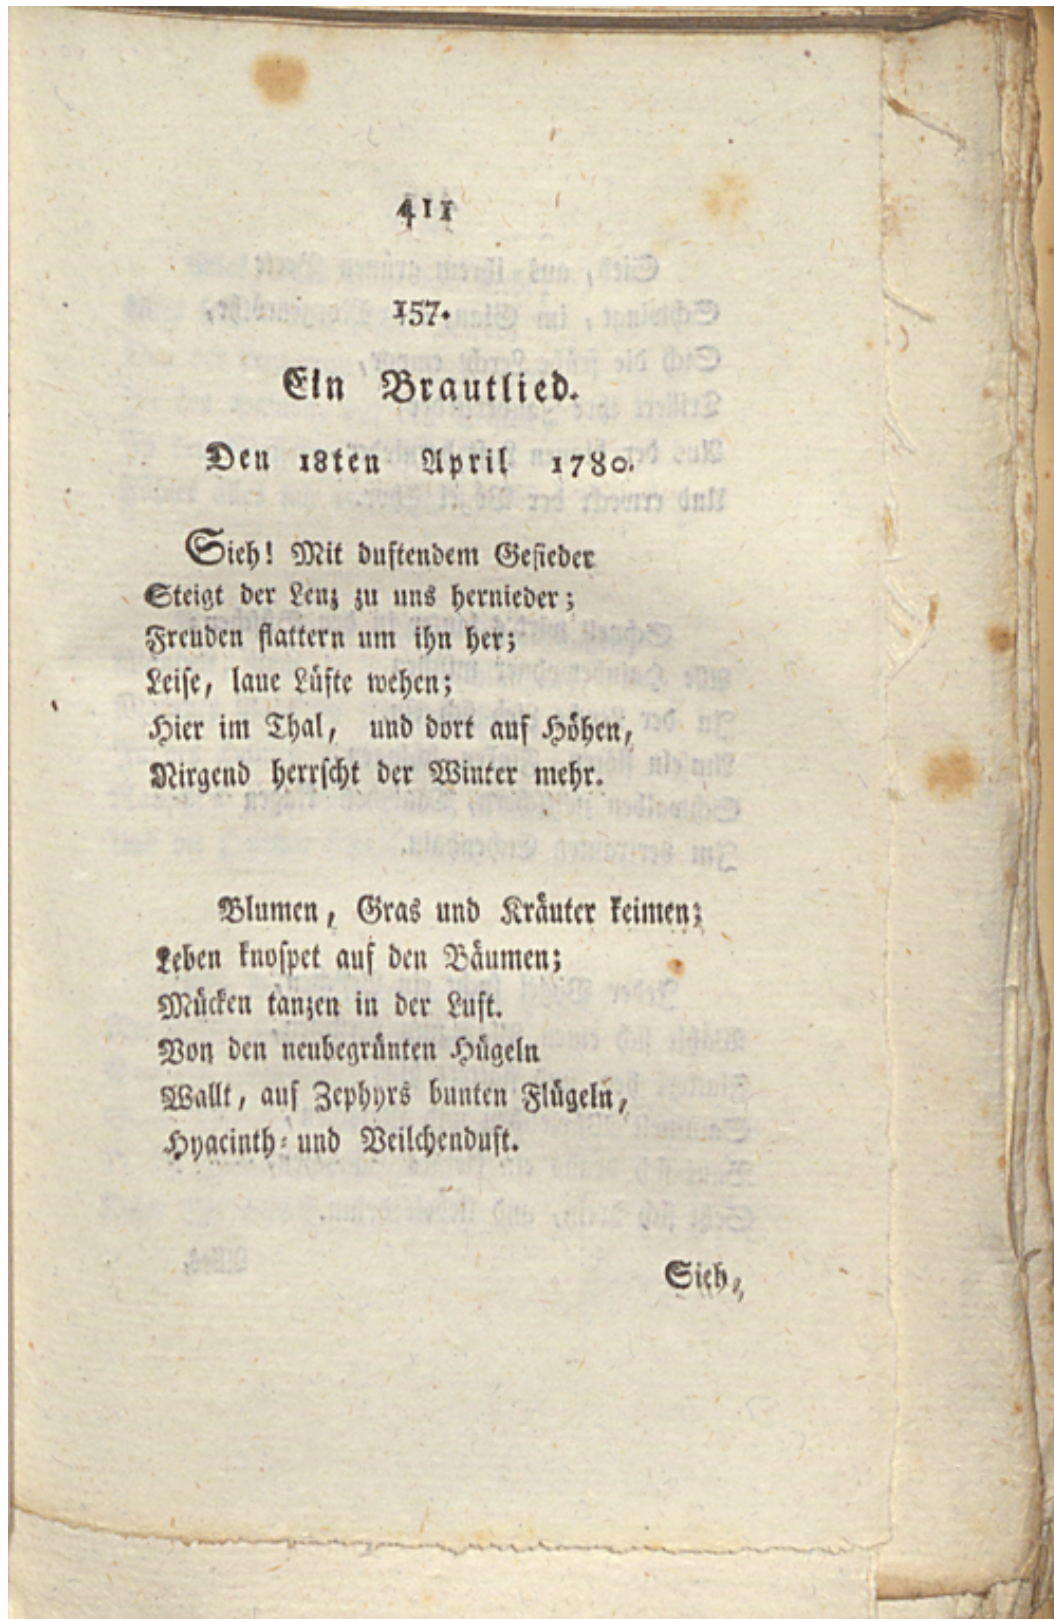 411
157.
Ein Brautlied.
Den 18ten April 1780.
Sieh! Mit duftendem Gefieder
Steigt der Lenz zu uns hernieder;
Freuden flattern um ihn her;
Leise, laue Lüfte wehen;
Hier im Thal, und dort auf Höhen,
Nirgend herrscht der Winter mehr.
Blumen, Gras und Kräuter keimen;
Leben knospet auf den Bäumen;
Mücken tanzen in der Luft.
Von den neubegrünten Hügeln
Wallt, auf Zephyrs bunten Flügeln,
Hyacinth- und Veilchenduft.
Sieh,